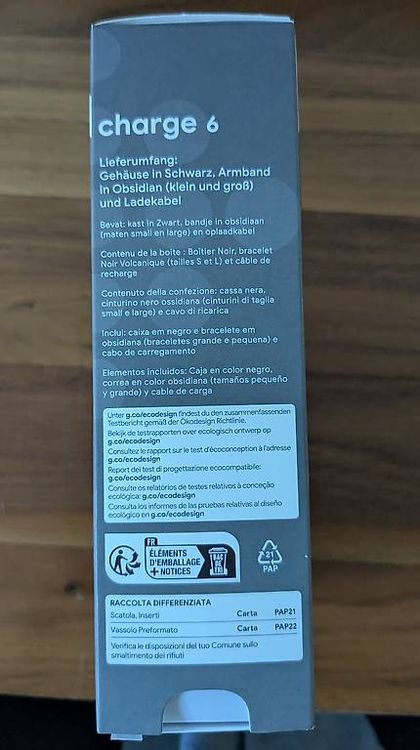 charge 6
Lieferumfang:
Gehäuse in Schwarz, Armband
in Obsidian (klein und groß)
und Ladekabel
Bevat: kast in Zwart, bandje in obsidiaan
(maten small en large) en oplaadkabel
Contenu de la boîte : Boîtier Noir, bracelet
Noir Volcanique (tailles S et L) et câble de
recharge
Contenuto della confezione: cassa nera,
cinturino nero ossidiana (cinturini di taglia
small e large) e cavo di ricarica
Inclui: caixa em negro e bracelete em
obsidiana (braceletes grande e pequena) e
cabo de carregamento
Elementos incluidos: Caja en color negro,
correa en color obsidiana (tamaños pequeño
y grande) y cable de carga
Unter g.co/ecodesign findest du den zusammenfassenden
Testbericht gemäß der Ökodesign Richtlinie.
Bekijk de testrapporten over ecologisch ontwerp op
g.co/ecodesign
Consultez le rapport sur le test d'écoconception à l'adresse
g.co/ecodesign
Report dei test di progettazione ecocompatibile:
g.co/ecodesign
Consulte os relatórios de testes relativos à conceção
ecológica: g.co/ecodesign
Consulta los informes de las pruebas relativas al diseño
ecológico en g.co/ecodesign
FR
ÉLÉMENTS
D'EMBALLAGE
+ NOTICES
BAC
DE
TRI
21
PAP
RACCOLTA DIFFERENZIATA
Scatola, Inserti Carta PAP21
Vassoio Preformato Carta PAP22
Verifica le disposizioni del tuo Comune sullo
smaltimento dei rifiuti